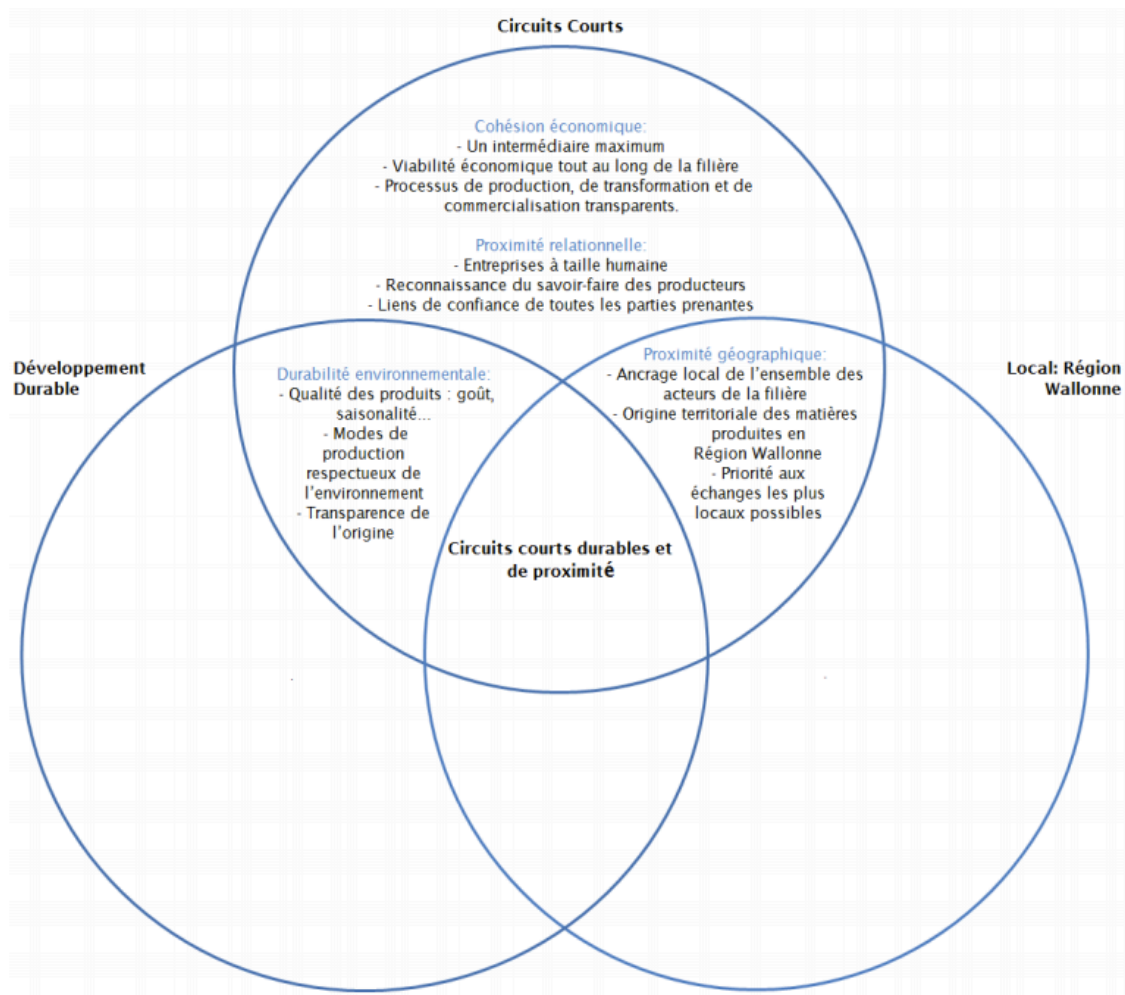 Circuits Courts
Cohésion économique:
- Un intermédiaire maximum
- Viabilité économique tout au long de la filière
- Processus de production, de transformation et de
commercialisation transparents.
Proximité relationnelle:
- Entreprises à taille humaine
- Reconnaissance du savoir-faire des producteurs
- Liens de confiance de toutes les parties prenantes
Développement
Durable
Durabilité environnementale:
- Qualité des produits : goût,
saisonalité...
- Modes de
production
respectueux de
l'environnement
- Transparence de
l'origine
Proximité géographique:
- Ancrage local de l'ensemble des
acteurs de la filière
- Origine territoriale des matières
produites en
Région Wallonne
- Priorité aux
échanges les plus
locaux possibles
Local: Région
Wallonne
Circuits courts durables et
de proximité